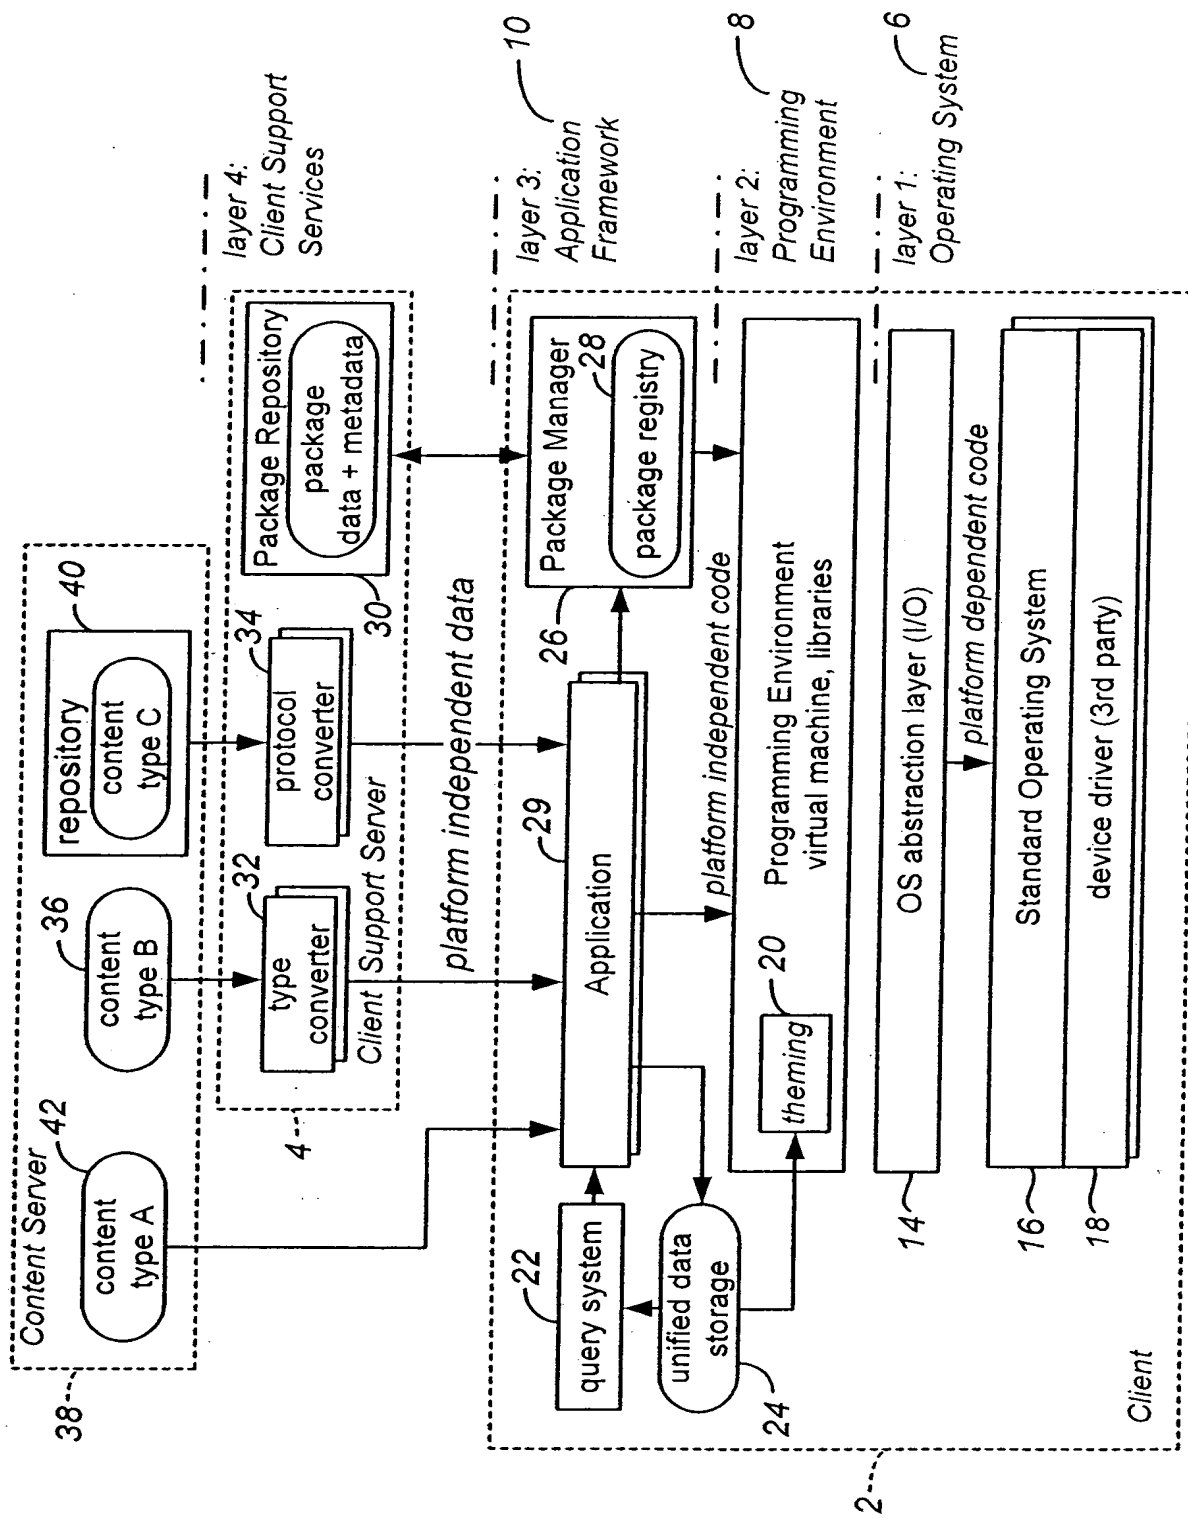 Content Server
38
42
content
type A
36
content
type B
40
repository
content
type C
layer 4:
Client Support
Services
4
32
type
converter
34
protocol
converter
30
Package Repository
package
data + metadata
Client Support Server
platform independent data
layer 3:
Application
Framework
10
22
query system
29
Application
26
Package Manager
28
package registry
unified data
storage
24
platform independent code
layer 2:
Programming
Environment
8
20
theming
Programming Environment
virtual machine, libraries
layer 1:
Operating System
6
14
OS abstraction layer (I/O)
platform dependent code
16
Standard Operating System
18
device driver (3rd party)
Client
2